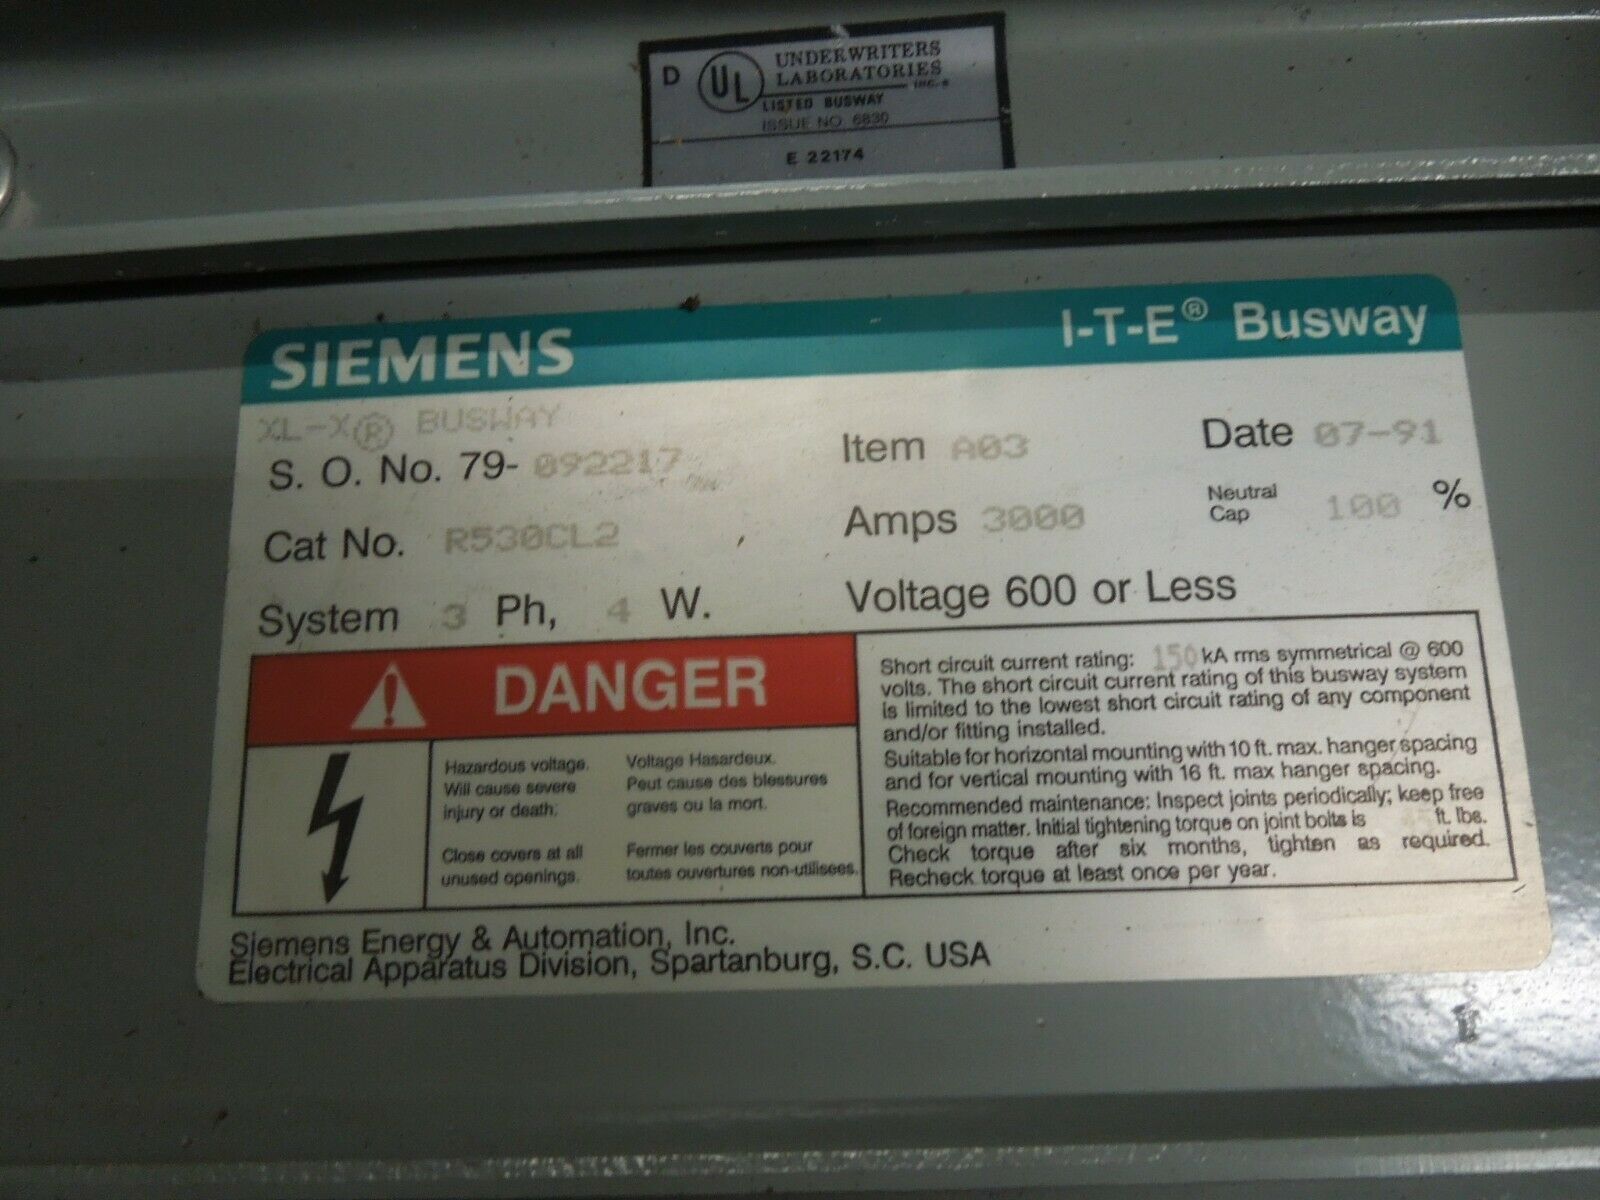 D UL UNDERWRITERS
LABORATORIES
INC.®
LISTED BUSWAY
ISSUE NO. 6830
E 22174
SIEMENS I-T-E® Busway
XL-X® BUSWAY
S. O. No. 79-092217 Item A03 Date 07-91
Cat No. R530CL2 Amps 3000 Neutral Cap 100 %
System 3 Ph, 4 W. Voltage 600 or Less
DANGER
Hazardous voltage.
Will cause severe
injury or death.
Close covers at all
unused openings.
Voltage Hasardeux.
Peut cause des blessures
graves ou la mort.
Fermer les couverts pour
toutes ouvertures non-utilisees.
Short circuit current rating: 150 kA rms symmetrical @ 600
volts. The short circuit current rating of this busway system
is limited to the lowest short circuit rating of any component
and/or fitting installed.
Suitable for horizontal mounting with 10 ft. max. hanger spacing
and for vertical mounting with 16 ft. max hanger spacing.
Recommended maintenance: Inspect joints periodically; keep free
of foreign matter. Initial tightening torque on joint bolts is ft. lbs.
Check torque after six months, tighten as required.
Recheck torque at least once per year.
Siemens Energy & Automation, Inc.
Electrical Apparatus Division, Spartanburg, S.C. USA